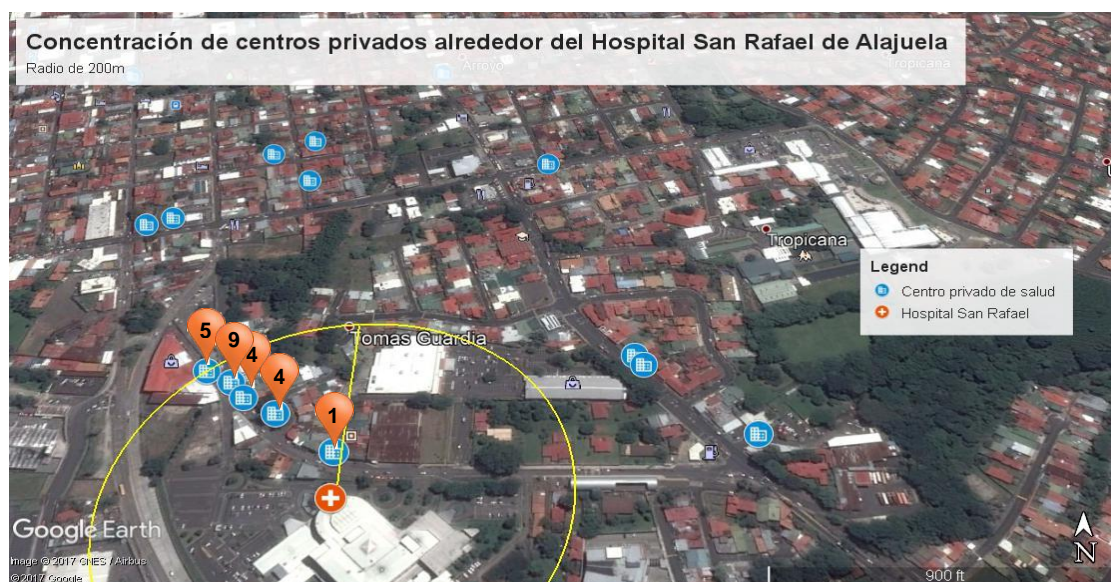 Concentración de centros privados alrededor del Hospital San Rafael de Alajuela
Radio de 200m
Arroyo
Tropicana
Tropicana
Legend
Centro privado de salud
Hospital San Rafael
Tomas Guardia
5
9
4
4
1
Google Earth
Image © 2017 CNES / Airbus
© 2017 Google
900 ft
N